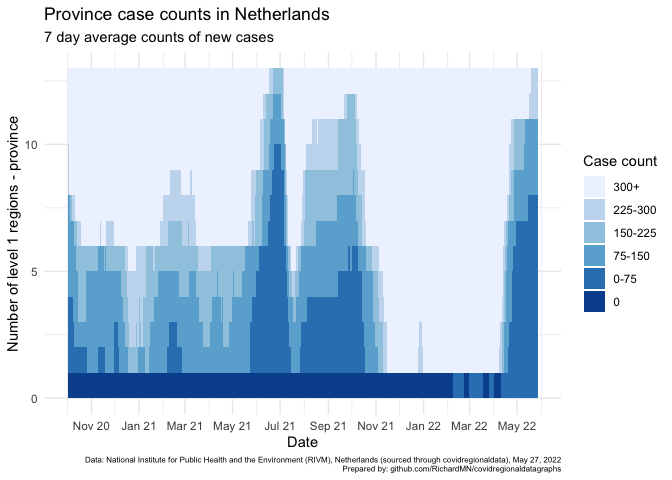 Province case counts in Netherlands
7 day average counts of new cases
Number of level 1 regions - province
10
5
0
Nov 20 Jan 21 Mar 21 May 21 Jul 21 Sep 21 Nov 21 Jan 22 Mar 22 May 22
Date
Case count
300+
225-300
150-225
75-150
0-75
0
Data: National Institute for Public Health and the Environment (RIVM), Netherlands (sourced through covidregionaldata), May 27, 2022
Prepared by: github.com/RichardMN/covidregionaldatagraphs